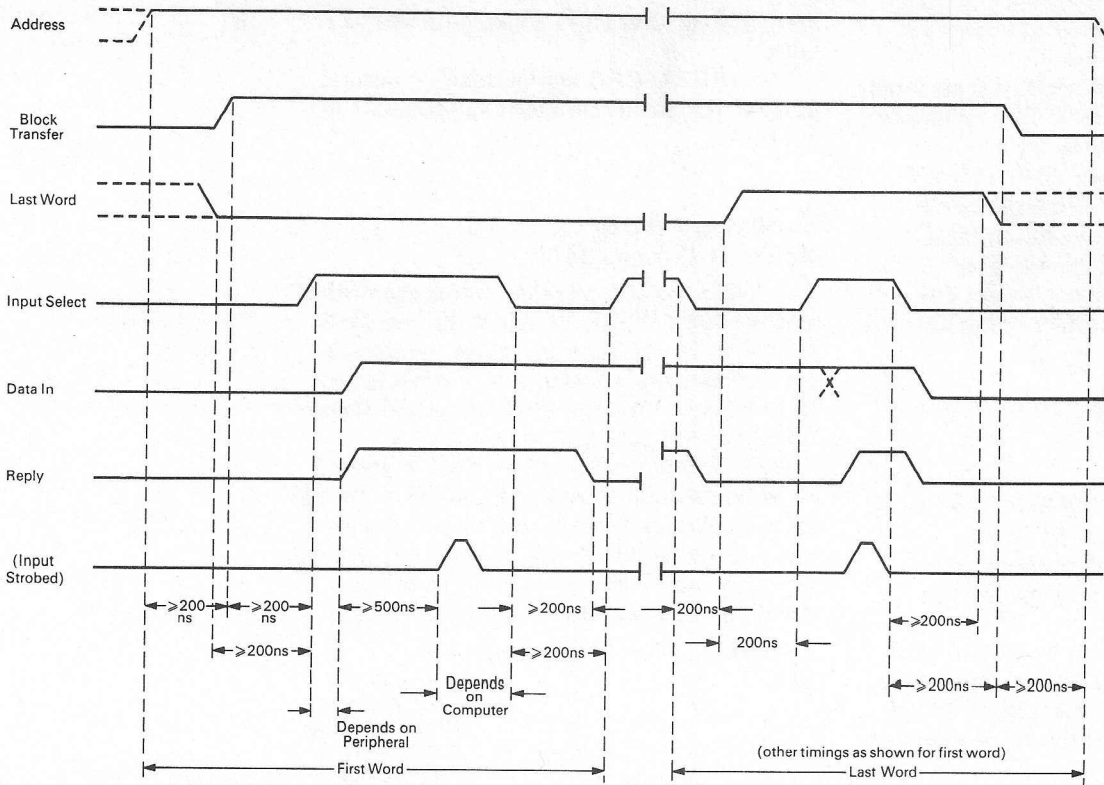 Address
Block
Transfer
Last Word
Input Select
Data In
X
Reply
(Input
Strobed)
⩾200
ns
⩾200
ns
⩾500ns
⩾200ns
200ns
⩾200ns
⩾200ns
⩾200ns
200ns
⩾200ns
⩾200ns
Depends
on
Computer
Depends on
Peripheral
First Word
(other timings as shown for first word)
Last Word